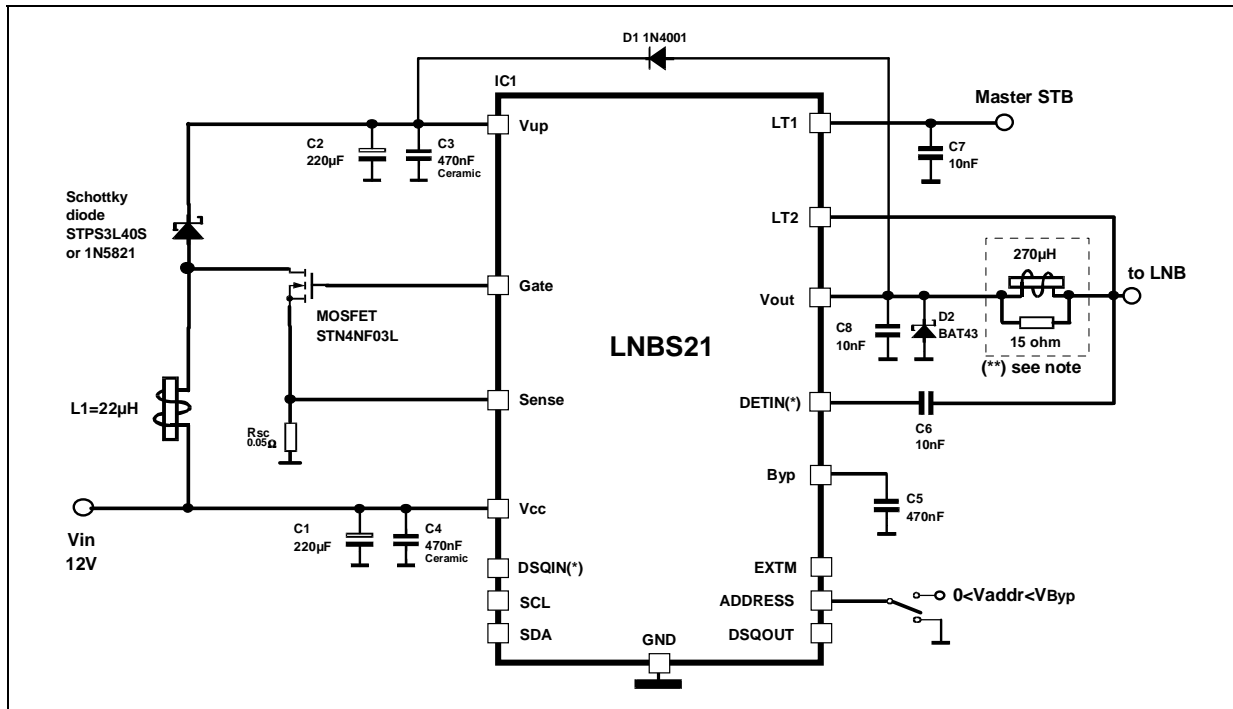 D1 1N4001
IC1
Master STB
Vup
LT1
C2
220µF
C3
470nF
Ceramic
C7
10nF
Schottky
diode
STPS3L40S
or 1N5821
LT2
270µH
to LNB
Gate
Vout
MOSFET
STN4NF03L
C8
10nF
D2
BAT43
15 ohm
LNBS21
(**) see note
L1=22µH
Sense
DETIN(*)
RSC
0.05Ω
C6
10nF
Byp
Vcc
C5
470nF
Vin
12V
C1
220µF
C4
470nF
Ceramic
DSQIN(*)
EXTM
SCL
ADDRESS
0<Vaddr<VByp
SDA
GND
DSQOUT